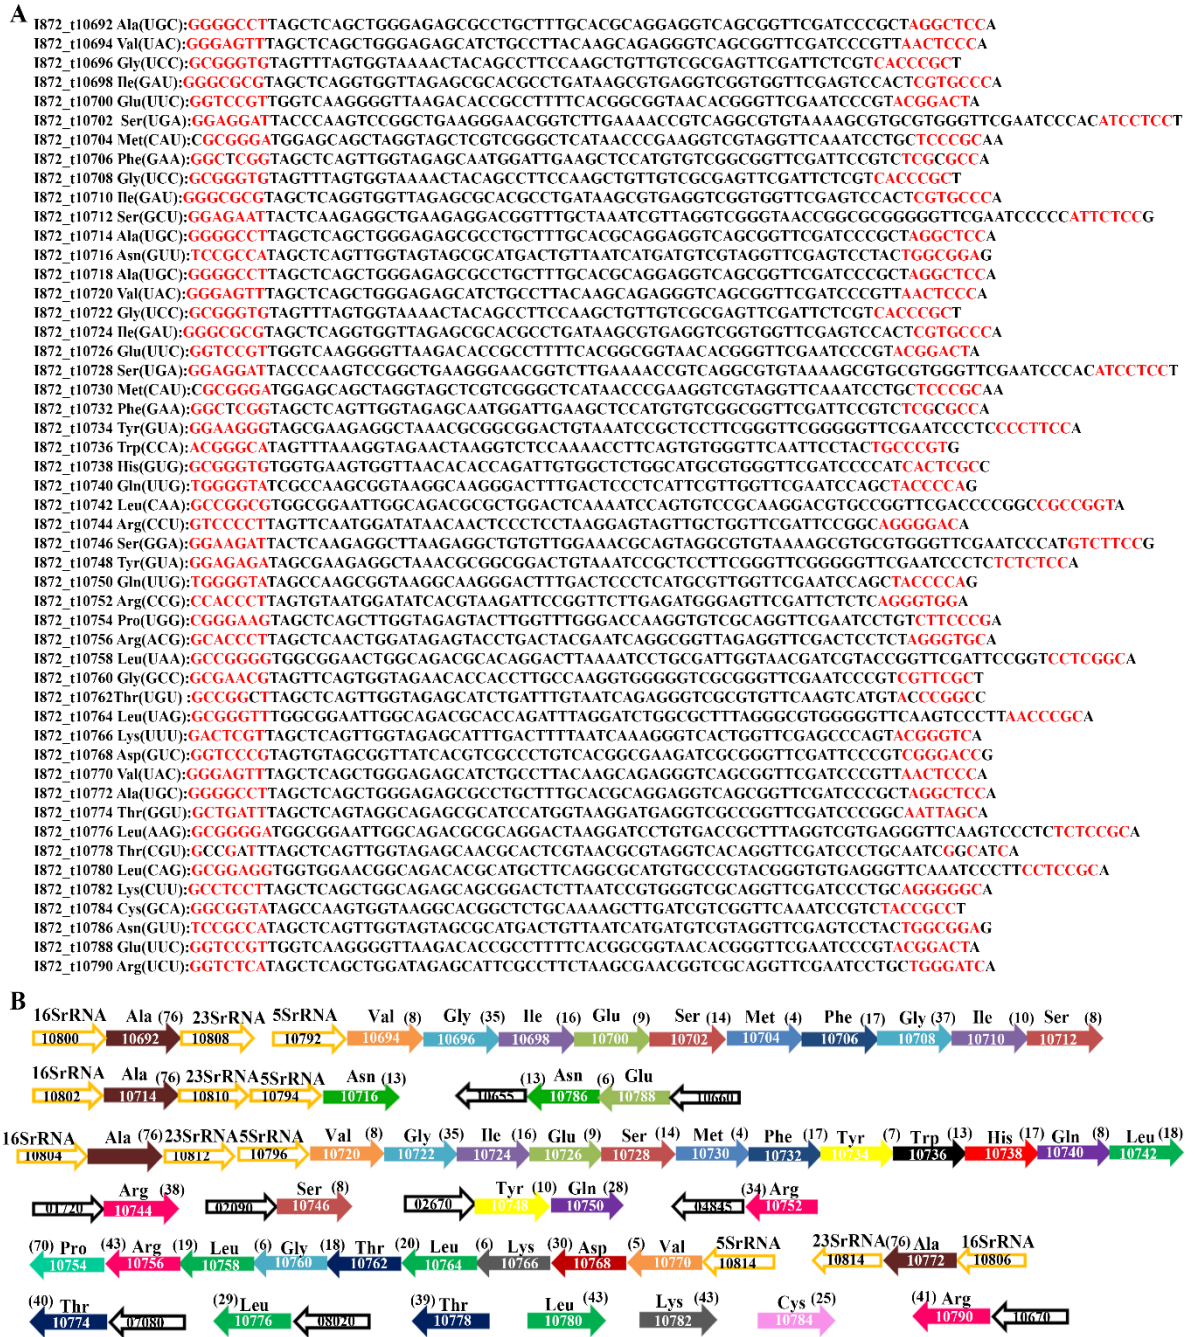 A
I872_t10692 Ala(UGC):GGGGCCTTAGCTCAGCTGGGAGAGCGCCTGCTTTGCACGCAGGAGGTCAGCGGTTCGATCCCGCTAGGCTCCA
I872_t10694 Val(UAC):GGGAGTTTAGCTCAGCTGGGAGAGCATCTGCCTTACAAGCAGAGGGTCAGCGGTTCGATCCCGTTAACTCCCA
I872_t10696 Gly(UCC):GCGGGTGTAGTTTAGTGGTAAAACTACAGCCTTCCAAGCTGTTGTCGCGAGTTCGATTCTCGTCACCCGCT
I872_t10698 Ile(GAU):GGGCGCGTAGCTCAGGTGGTTAGAGCGCACGCCTGATAAGCGTGAGGTCGGTGGTTCGAGTCCACTCGTGCCCA
I872_t10700 Glu(UUC):GGTCCGTTGGTCAAGGGGTTAAGACACCGCCTTTTCACGGCGGTAACACGGGTTCGAATCCCGTACGGACTA
I872_t10702 Ser(UGA):GGAGGATTACCCAAGTCCGGCTGAAGGGAACGGTCTTGAAAACCGTCAGGCGTGTAAAAGCGTGCGTGGGTTCGAATCCCACATCCTCCT
I872_t10704 Met(CAU):CGCGGGATGGAGCAGCTAGGTAGCTCGTCGGGCTCATAACCCGAAGGTCGTAGGTTCAAATCCTGCTCCCGCAA
I872_t10706 Phe(GAA):GGCTCGGTAGCTCAGTTGGTAGAGCAATGGATTGAAGCTCCATGTGTCGGCGGTTCGATTCCGTCTCGCGCCA
I872_t10708 Gly(UCC):GCGGGTGTAGTTTAGTGGTAAAACTACAGCCTTCCAAGCTGTTGTCGCGAGTTCGATTCTCGTCACCCGCT
I872_t10710 Ile(GAU):GGGCGCGTAGCTCAGGTGGTTAGAGCGCACGCCTGATAAGCGTGAGGTCGGTGGTTCGAGTCCACTCGTGCCCA
I872_t10712 Ser(GCU):GGAGAATTACTCAAGAGGCTGAAGAGGACGGTTTGCTAAATCGTTAGGTCGGGTAACCGGCGCGGGGGTTCGAATCCCCCATTCTCCG
I872_t10714 Ala(UGC):GGGGCCTTAGCTCAGCTGGGAGAGCGCCTGCTTTGCACGCAGGAGGTCAGCGGTTCGATCCCGCTAGGCTCCA
I872_t10716 Asn(GUU):TCCGCCATAGCTCAGTTGGTAGTAGCGCATGACTGTTAATCATGATGTCGTAGGTTCGAGTCCTACTGGCGGAG
I872_t10718 Ala(UGC):GGGGCCTTAGCTCAGCTGGGAGAGCGCCTGCTTTGCACGCAGGAGGTCAGCGGTTCGATCCCGCTAGGCTCCA
I872_t10720 Val(UAC):GGGAGTTTAGCTCAGCTGGGAGAGCATCTGCCTTACAAGCAGAGGGTCAGCGGTTCGATCCCGTTAACTCCCA
I872_t10722 Gly(UCC):GCGGGTGTAGTTTAGTGGTAAAACTACAGCCTTCCAAGCTGTTGTCGCGAGTTCGATTCTCGTCACCCGCT
I872_t10724 Ile(GAU):GGGCGCGTAGCTCAGGTGGTTAGAGCGCACGCCTGATAAGCGTGAGGTCGGTGGTTCGAGTCCACTCGTGCCCA
I872_t10726 Glu(UUC):GGTCCGTTGGTCAAGGGGTTAAGACACCGCCTTTTCACGGCGGTAACACGGGTTCGAATCCCGTACGGACTA
I872_t10728 Ser(UGA):GGAGGATTACCCAAGTCCGGCTGAAGGGAACGGTCTTGAAAACCGTCAGGCGTGTAAAAGCGTGCGTGGGTTCGAATCCCACATCCTCCT
I872_t10730 Met(CAU):CGCGGGATGGAGCAGCTAGGTAGCTCGTCGGGCTCATAACCCGAAGGTCGTAGGTTCAAATCCTGCTCCCGCAA
I872_t10732 Phe(GAA):GGCTCGGTAGCTCAGTTGGTAGAGCAATGGATTGAAGCTCCATGTGTCGGCGGTTCGATTCCGTCTCGCGCCA
I872_t10734 Tyr(GUA):GGAAGGGTAGCGAAGAGGCTAAACGCGGCGGACTGTAAATCCGCTCCTTCGGGTTCGGGGGTTCGAATCCCTCCCCTTCCA
I872_t10736 Trp(CCA):ACGGGCATAGTTTAAAGGTAGAACTAAGGTCTCCAAAACCTTCAGTGTGGGTTCAATTCCTACTGCCCGTG
I872_t10738 His(GUG):GCGGGTGTGGTGAAGTGGTTAACACACCAGATTGTGGCTCTGGCATGCGTGGGTTCGATCCCCATCACTCGCC
I872_t10740 Gln(UUG):TGGGGTATCGCCAAGCGGTAAGGCAAGGGACTTTGACTCCCTCATTCGTTGGTTCGAATCCAGCTACCCCAG
I872_t10742 Leu(CAA):GCCGGCGTGGCGGAATTGGCAGACGCGCTGGACTCAAAATCCAGTGTCCGCAAGGACGTGCCGGTTCGACCCCGGCCGCCGGTA
I872_t10744 Arg(CCU):GTCCCCTTAGTTCAATGGATATAACAACTCCCTCCTAAGGAGTAGTTGCTGGTTCGATTCCGGCAGGGGACA
I872_t10746 Ser(GGA):GGAAGATTACTCAAGAGGCTTAAGAGGCTGTGTTGGAAACGCAGTAGGCGTGTAAAAGCGTGCGTGGGTTCGAATCCCATGTCTTCCG
I872_t10748 Tyr(GUA):GGAGAGATAGCGAAGAGGCTAAACGCGGCGGACTGTAAATCCGCTCCTTCGGGTTCGGGGGTTCGAATCCCTCTCTCTCCA
I872_t10750 Gln(UUG):TGGGGTATAGCCAAGCGGTAAGGCAAGGGACTTTGACTCCCTCATGCGTTGGTTCGAATCCAGCTACCCCAG
I872_t10752 Arg(CCG):CCACCCTTAGTGTAATGGATATCACGTAAGATTCCGGTTCTTGAGATGGGAGTTCGATTCTCTCAGGGTGGA
I872_t10754 Pro(UGG):CGGGAAGTAGCTCAGCTTGGTAGAGTACTTGGTTTGGGACCAAGGTGTCGCAGGTTCGAATCCTGTCTTCCCGA
I872_t10756 Arg(ACG):GCACCCTTAGCTCAACTGGATAGAGTACCTGACTACGAATCAGGCGGTTAGAGGTTCGACTCCTCTAGGGTGCA
I872_t10758 Leu(UAA):GCCGGGGTGGCGGAACTGGCAGACGCACAGGACTTAAAATCCTGCGATTGGTAACGATCGTACCGGTTCGATTCCGGTCCTCGGCA
I872_t10760 Gly(GCC):GCGAACGTAGTTCAGTGGTAGAACACCACCTTGCCAAGGTGGGGGTCGCGGGTTCGAATCCCGTCGTTCGCT
I872_t10762Thr(UGU) :GCCGGCTTAGCTCAGTTGGTAGAGCATCTGATTTGTAATCAGAGGGTCGCGTGTTCAAGTCATGTACCCGGCC
I872_t10764 Leu(UAG):GCGGGTTTGGCGGAATTGGCAGACGCACCAGATTTAGGATCTGGCGCTTTAGGGCGTGGGGGTTCAAGTCCCTTAACCCGCA
I872_t10766 Lys(UUU):GACTCGTTAGCTCAGTTGGTAGAGCATTTGACTTTTAATCAAAGGGTCACTGGTTCGAGCCCAGTACGGGTCA
I872_t10768 Asp(GUC):GGTCCCGTAGTGTAGCGGTTATCACGTCGCCCTGTCACGGCGAAGATCGCGGGTTCGATTCCCGTCGGGACCG
I872_t10770 Val(UAC):GGGAGTTTAGCTCAGCTGGGAGAGCATCTGCCTTACAAGCAGAGGGTCAGCGGTTCGATCCCGTTAACTCCCA
I872_t10772 Ala(UGC):GGGGCCTTAGCTCAGCTGGGAGAGCGCCTGCTTTGCACGCAGGAGGTCAGCGGTTCGATCCCGCTAGGCTCCA
I872_t10774 Thr(GGU):GCTGATTTAGCTCAGTAGGCAGAGCGCATCCATGGTAAGGATGAGGTCGCCGGTTCGATCCCGGCAATTAGCA
I872_t10776 Leu(AAG):GCGGGGATGGCGGAATTGGCAGACGCGCAGGACTAAGGATCCTGTGACCGCTTTAGGTCGTGAGGGTTCAAGTCCCTCTCTCCGCA
I872_t10778 Thr(CGU):GCCGATTTAGCTCAGTTGGTAGAGCAACGCACTCGTAACGCGTAGGTCACAGGTTCGATCCCTGCAATCGGCATCA
I872_t10780 Leu(CAG):GCGGAGGTGGTGGAACGGCAGACACGCATGCTTCAGGCGCATGTGCCCGTACGGGTGTGAGGGTTCAAATCCCTTCCTCCGCA
I872_t10782 Lys(CUU):GCCTCCTTAGCTCAGCTGGCAGAGCAGCGGACTCTTAATCCGTGGGTCGCAGGTTCGATCCCTGCAGGGGGCA
I872_t10784 Cys(GCA):GGCGGTATAGCCAAGTGGTAAGGCACGGCTCTGCAAAAGCTTGATCGTCGGTTCAAATCCGTCTACCGCCT
I872_t10786 Asn(GUU):TCCGCCATAGCTCAGTTGGTAGTAGCGCATGACTGTTAATCATGATGTCGTAGGTTCGAGTCCTACTGGCGGAG
I872_t10788 Glu(UUC):GGTCCGTTGGTCAAGGGGTTAAGACACCGCCTTTTCACGGCGGTAACACGGGTTCGAATCCCGTACGGACTA
I872_t10790 Arg(UCU):GGTCTCATAGCTCAGCTGGATAGAGCATTCGCCTTCTAAGCGAACGGTCGCAGGTTCGAATCCTGCTGGGATCA
B
16SrRNA Ala (76) 23SrRNA 5SrRNA Val (8) Gly (35) Ile (16) Glu (9) Ser (14) Met (4) Phe (17) Gly (37) Ile (10) Ser (8)
10800 10692 10808 10792 10694 10696 10698 10700 10702 10704 10706 10708 10710 10712
16SrRNA Ala (76) 23SrRNA 5SrRNA Asn (13) (13) Asn (6) Glu
10802 10714 10810 10794 10716 10655 10786 10788 10660
16SrRNA Ala (76) 23SrRNA 5SrRNA Val (8) Gly (35) Ile (16) Glu (9) Ser (14) Met (4) Phe (17) Tyr (7) Trp (13) His (17) Gln (8) Leu (18)
10804 10812 10796 10720 10722 10724 10726 10728 10730 10732 10734 10736 10738 10740 10742
Arg (38) Ser (8) Tyr (10) Gln (28) (34) Arg
01720 10744 02090 10746 02670 10748 10750 04845 10752
(70) Pro (43) Arg (19) Leu (6) Gly (18) Thr (20) Leu (6) Lys (30) Asp (5) Val 5SrRNA 23SrRNA (76) Ala 16SrRNA
10754 10756 10758 10760 10762 10764 10766 10768 10770 10814 10814 10772 10806
(40) Thr (29) Leu (39) Thr Leu (43) Lys (43) Cys (25) (41) Arg
10774 07080 10776 08020 10778 10780 10782 10784 10790 10670